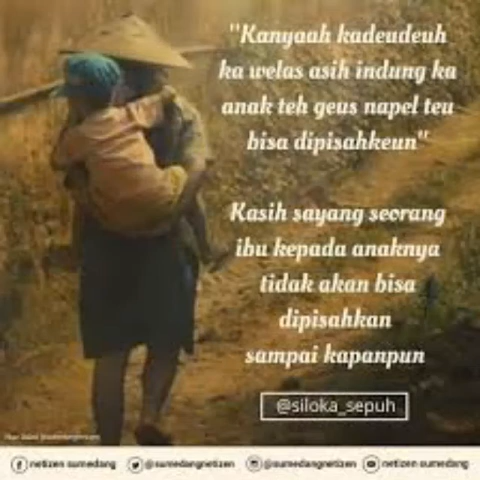 "Kanyaah kadeudeuh
ka welas asih indung ka
anak teh geus napel teu
bisa dipisahkeun"
Kasih sayang seorang
ibu kepada anaknya
tidak akan bisa
dipisahkan
sampai kapanpun
@siloka_sepuh
netizen sumedang @sumedangnetizen @sumedangnetizen netizen sumedang